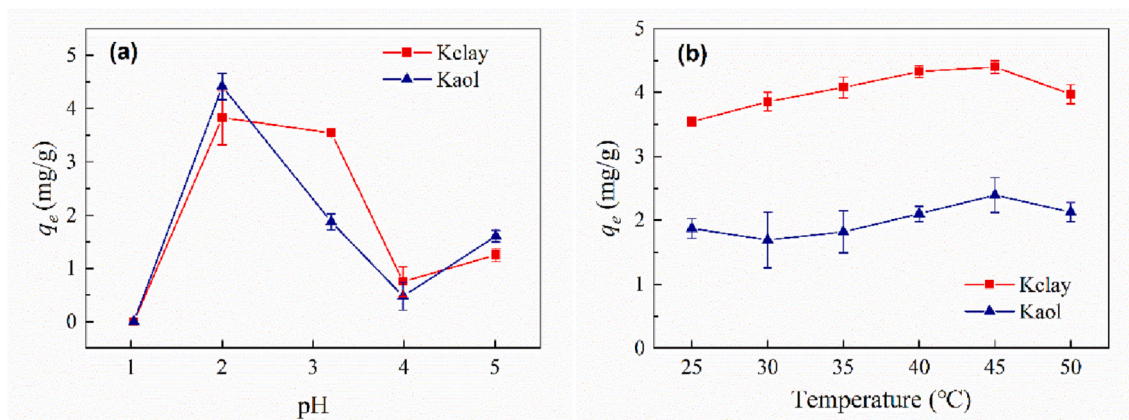 (a)
Kclay
Kaol
5
4
3
2
1
0
qe (mg/g)
1 2 3 4 5
pH
(b)
5
4
3
2
1
0
qe (mg/g)
Kclay
Kaol
25 30 35 40 45 50
Temperature (°C)